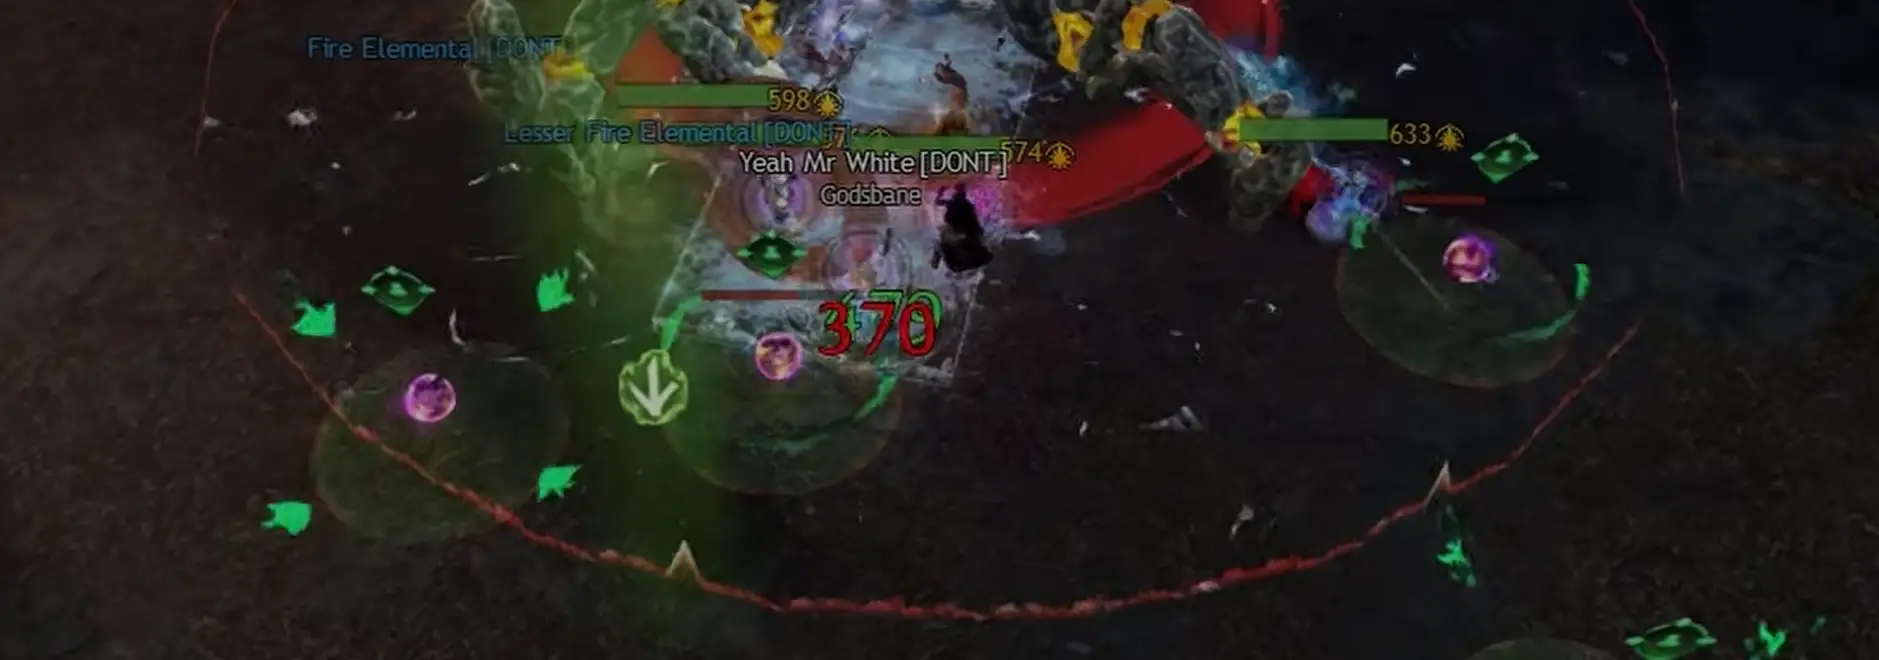 Fire Elemental [DONT]
598
Lesser Fire Elemental [DONT]
574
633
Yeah Mr White [DONT]
Godsbane
370